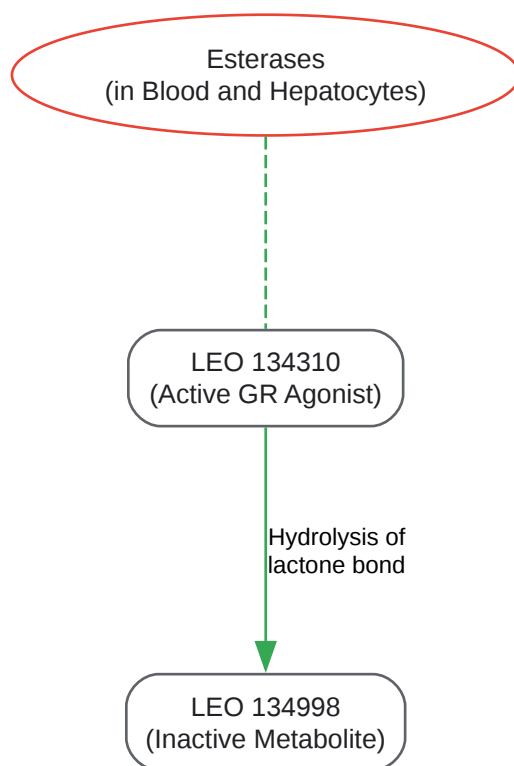 Esterases
(in Blood and Hepatocytes)
LEO 134310
(Active GR Agonist)
Hydrolysis of
lactone bond
LEO 134998
(Inactive Metabolite)